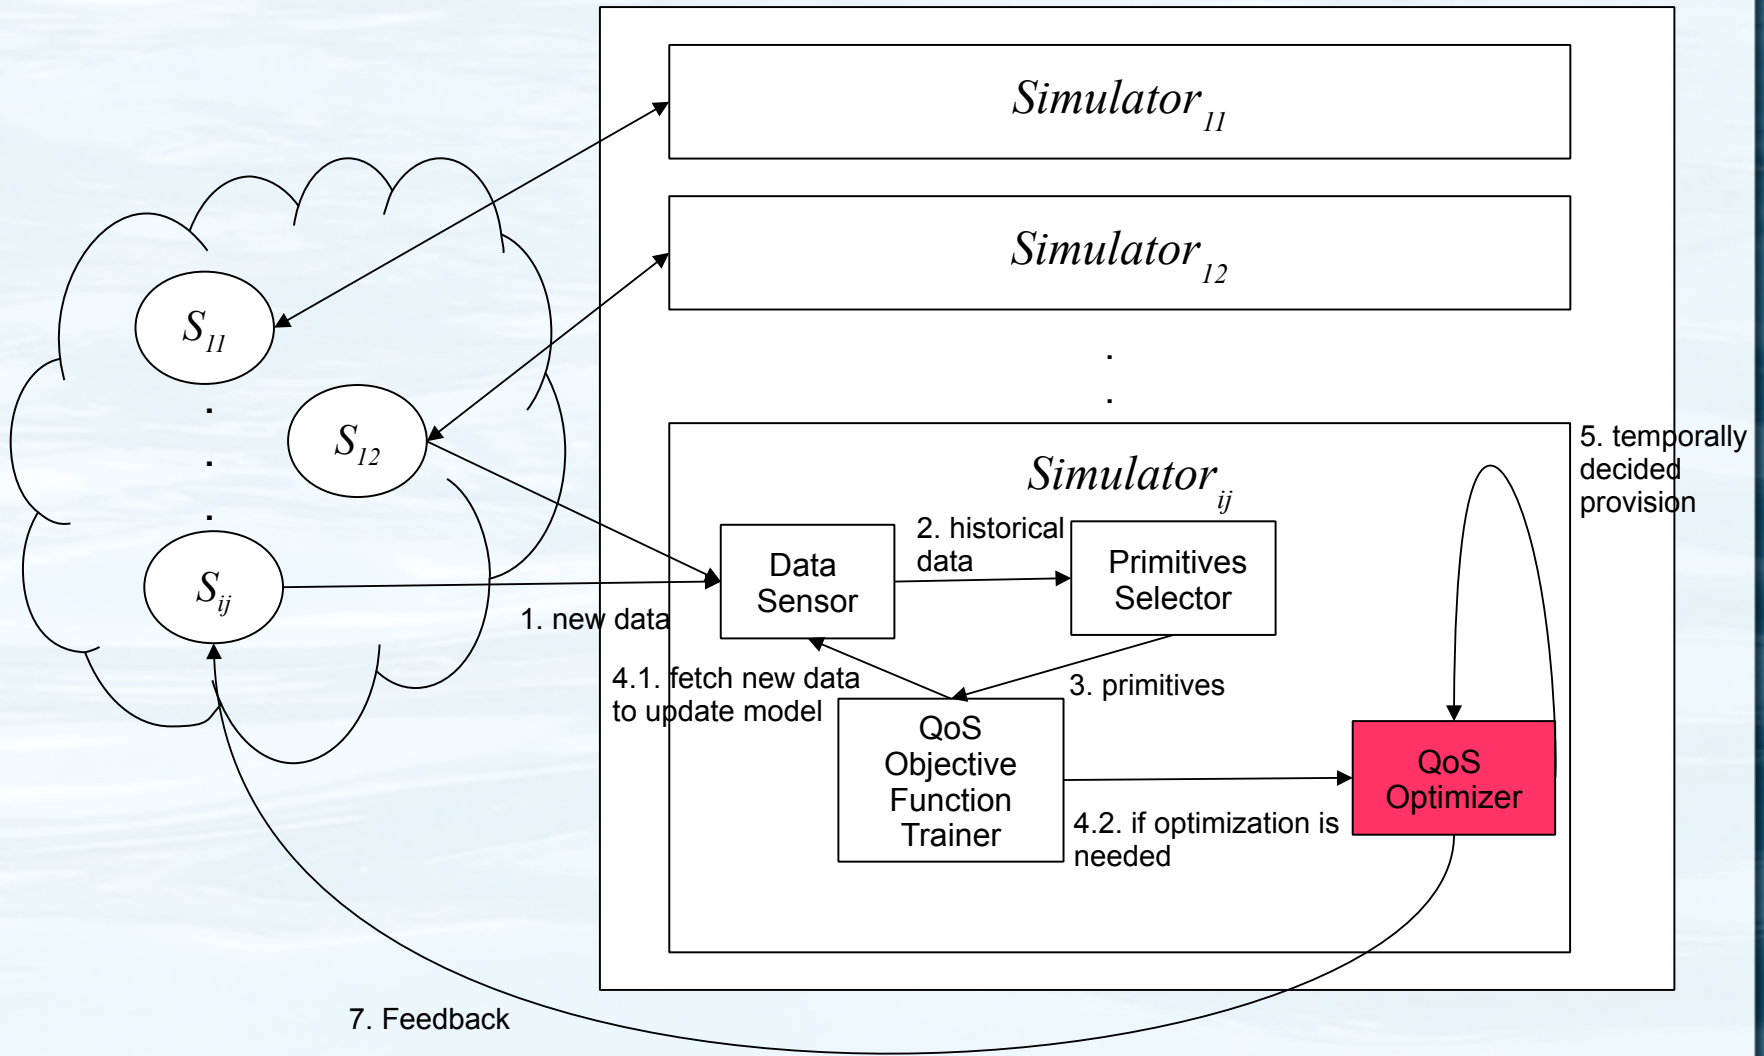 Simulator₁₁
Simulator₁₂
.
.
S₁₁
.
.
.
S₁₂
Sᵢⱼ
Simulatorᵢⱼ
5. temporally
decided
provision
Data
Sensor
2. historical
data
Primitives
Selector
1. new data
4.1. fetch new data
to update model
3. primitives
QoS
Objective
Function
Trainer
4.2. if optimization is
needed
QoS
Optimizer
7. Feedback